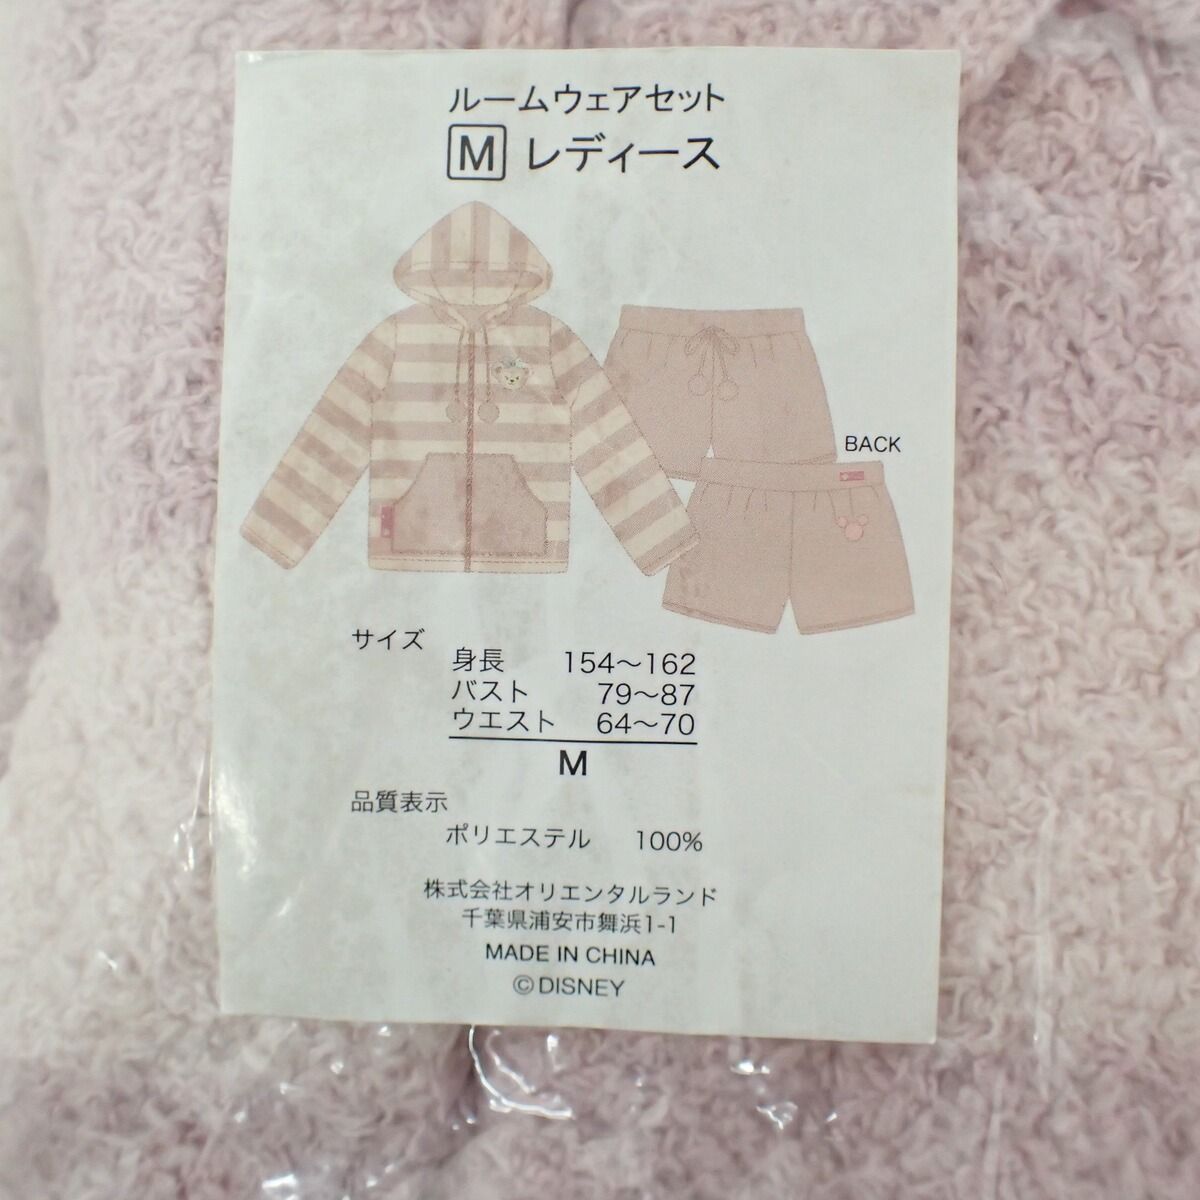 ルームウェアセット
M レディース
BACK
サイズ
身長 154〜162
バスト 79〜87
ウエスト 64〜70
M
品質表示
ポリエステル 100%
株式会社オリエンタルランド
千葉県浦安市舞浜1-1
MADE IN CHINA
©DISNEY